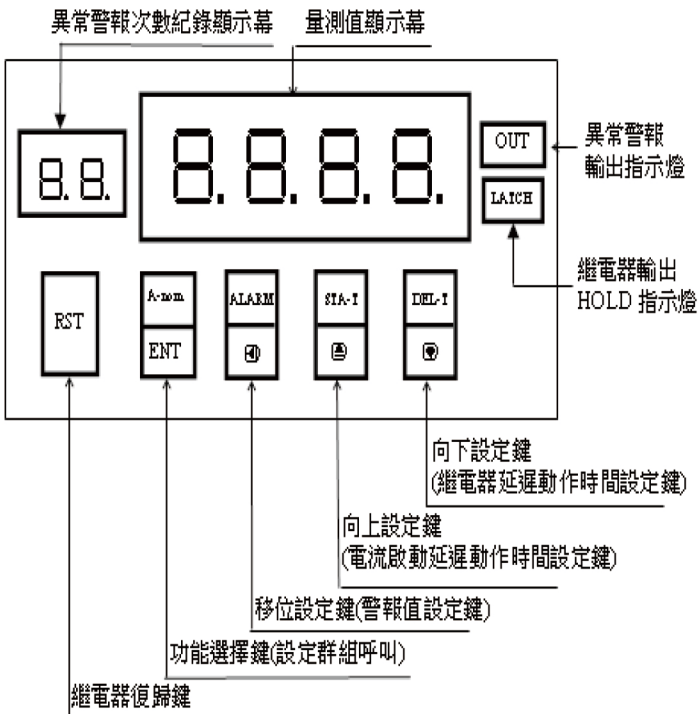 異常警報次數紀錄顯示幕
量測值顯示幕
8.8.
8.8.8.8.
OUT
LATCH
異常警報
輸出指示燈
繼電器輸出
HOLD 指示燈
RST
A-nom
ENT
ALARM
STA-T
DEL-T
向下設定鍵
(繼電器延遲動作時間設定鍵)
向上設定鍵
(電流啟動延遲動作時間設定鍵)
移位設定鍵(警報值設定鍵)
功能選擇鍵(設定群組呼叫)
繼電器復歸鍵